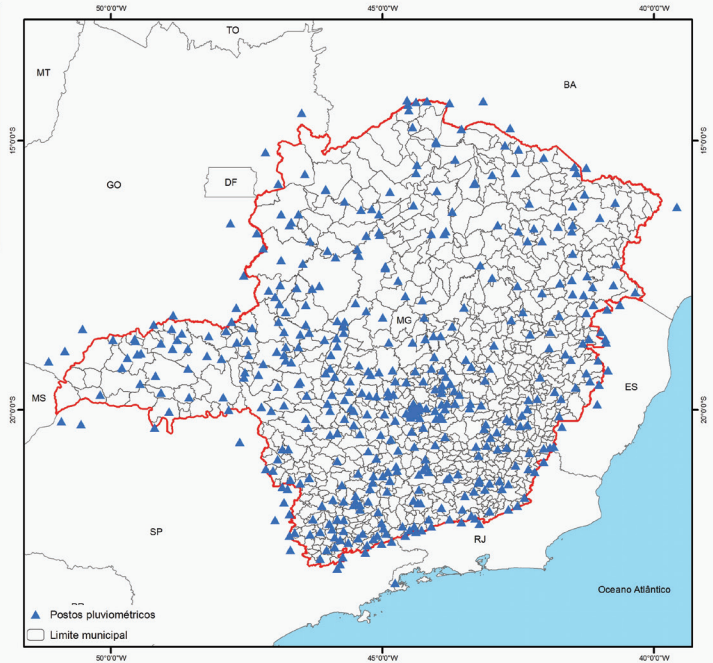 50°0'0"W 45°0'0"W 40°0'0"W
TO
MT
BA
15°0'0"S 15°0'0"S
GO
DF
MG
MS
ES
20°0'0"S 20°0'0"S
SP
RJ
Oceano Atlântico
Postos pluviométricos
Limite municipal
50°0'0"W 45°0'0"W 40°0'0"W